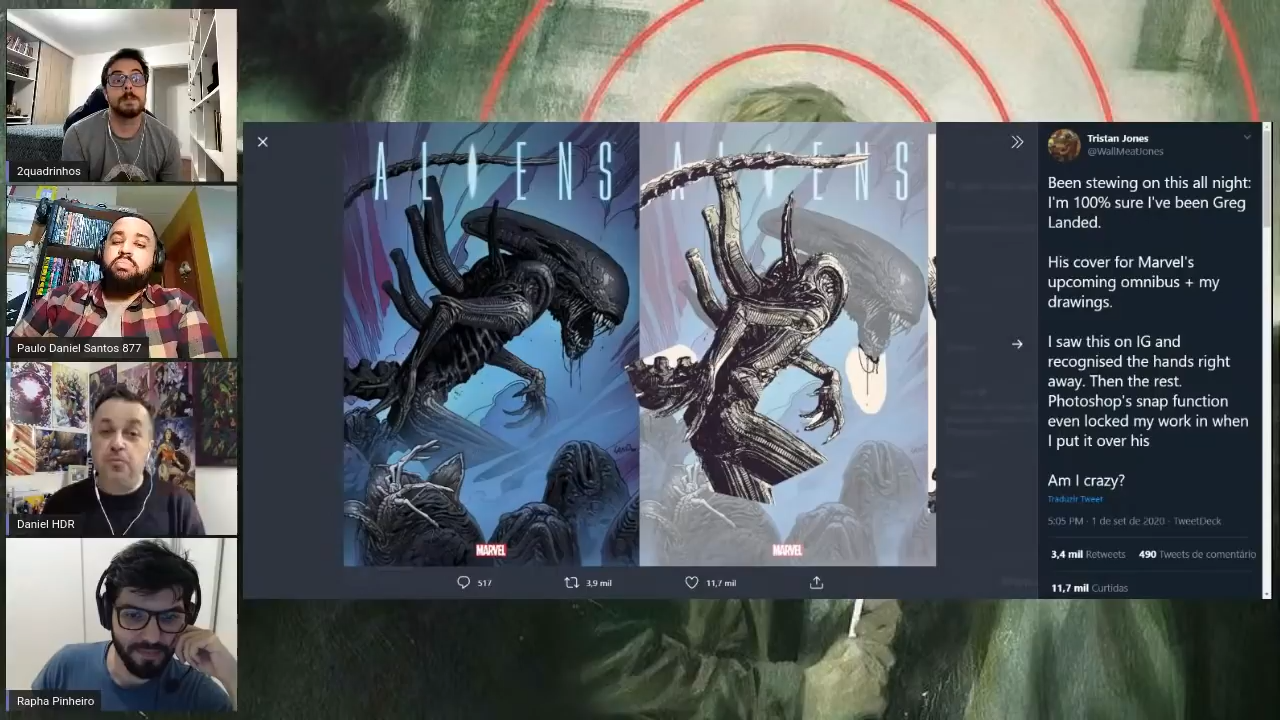 2quadrinhos
Paulo Daniel Santos 877
Daniel HDR
Rapha Pinheiro
ALIENS
ALIENS
MARVEL
MARVEL
517
3,9 mil
11,7 mil
Tristan Jones
@WallMeatJones
Been stewing on this all night:
I'm 100% sure I've been Greg
Landed.
His cover for Marvel's
upcoming omnibus + my
drawings.
I saw this on IG and
recognised the hands right
away. Then the rest.
Photoshop's snap function
even locked my work in when
I put it over his
Am I crazy?
Traduzir Tweet
5:05 PM · 1 de set de 2020 · TweetDeck
3,4 mil Retweets 490 Tweets de comentário
11,7 mil Curtidas